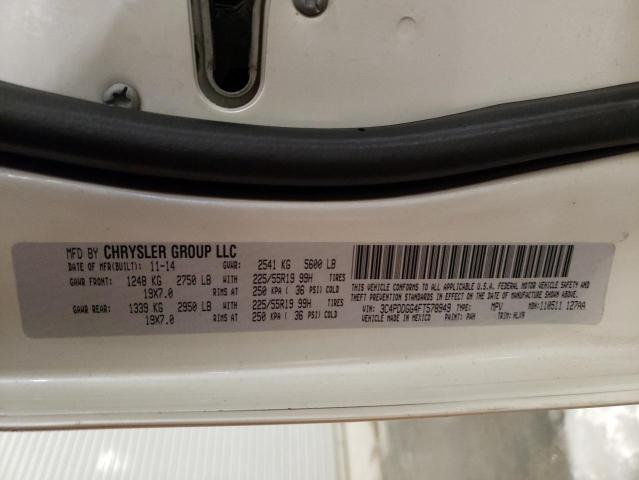 MFD BY CHRYSLER GROUP LLC
DATE OF MFR(BUILT): 11-14 GVWR: 2541 KG 5600 LB
GAWR FRONT: 1248 KG 2750 LB WITH 225/55R19 99H TIRES
19X7.0 RIMS AT 250 KPA ( 36 PSI) COLD
GAWR REAR: 1339 KG 2950 LB WITH 225/55R19 99H TIRES
19X7.0 RIMS AT 250 KPA ( 36 PSI) COLD
THIS VEHICLE CONFORMS TO ALL APPLICABLE U.S.A. FEDERAL MOTOR VEHICLE SAFETY AND
THEFT PREVENTION STANDARDS IN EFFECT ON THE DATE OF MANUFACTURE SHOWN ABOVE.
VIN: 3C4PDDGG4FT578949 TYPE: MPV MDH: 110511 127AA
VEHICLE MADE IN MEXICO PAINT: PWH TRIM: HLX9